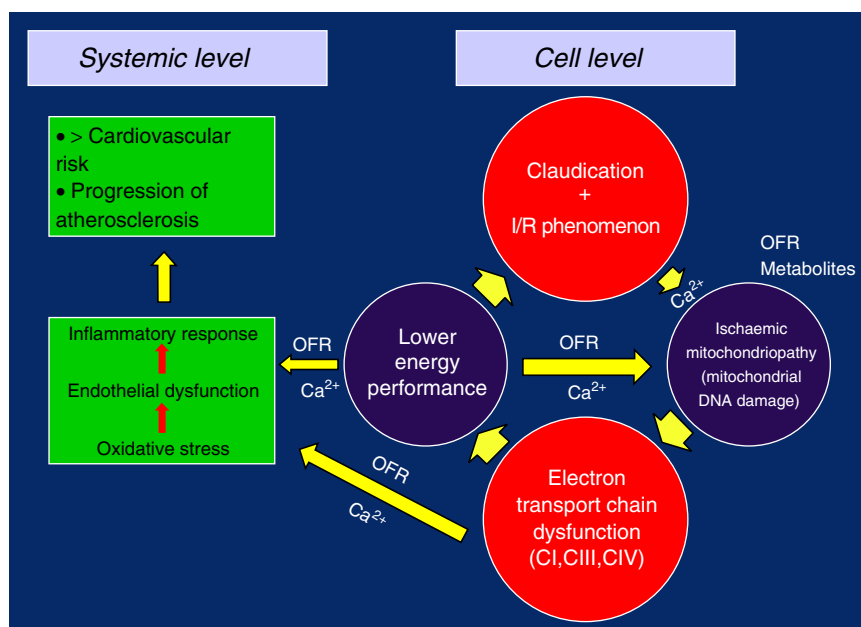 Systemic level
Cell level
• > Cardiovascular
risk
• Progression of
atherosclerosis
Claudication
+
I/R phenomenon
OFR
Metabolites
Ca²⁺
Inflammatory response
Endothelial dysfunction
Oxidative stress
OFR
Ca²⁺
Lower
energy
performance
OFR
Ca²⁺
Ischaemic
mitochondriopathy
(mitochondrial
DNA damage)
OFR
Ca²⁺
Electron
transport chain
dysfunction
(CI,CIII,CIV)